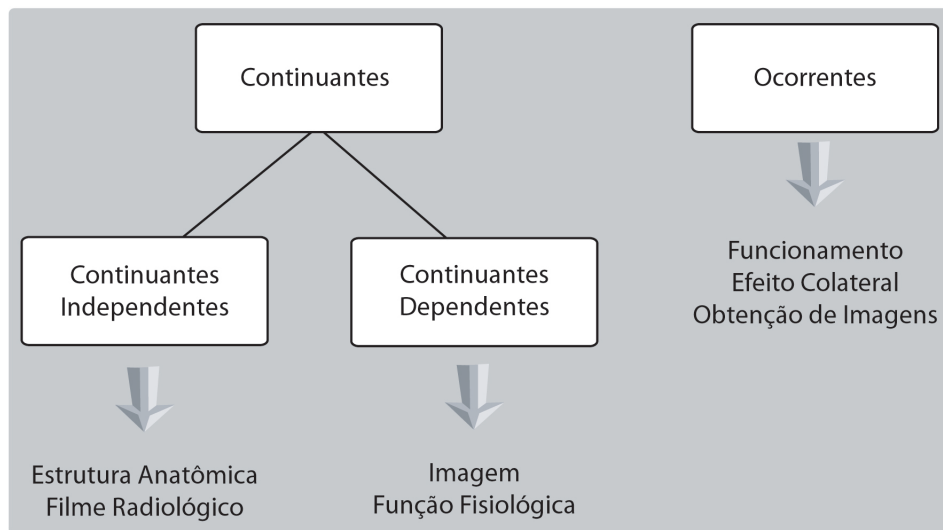 Continuantes
Ocorrentes
Continuantes
Independentes
Continuantes
Dependentes
Funcionamento
Efeito Colateral
Obtenção de Imagens
Estrutura Anatômica
Filme Radiológico
Imagem
Função Fisiológica